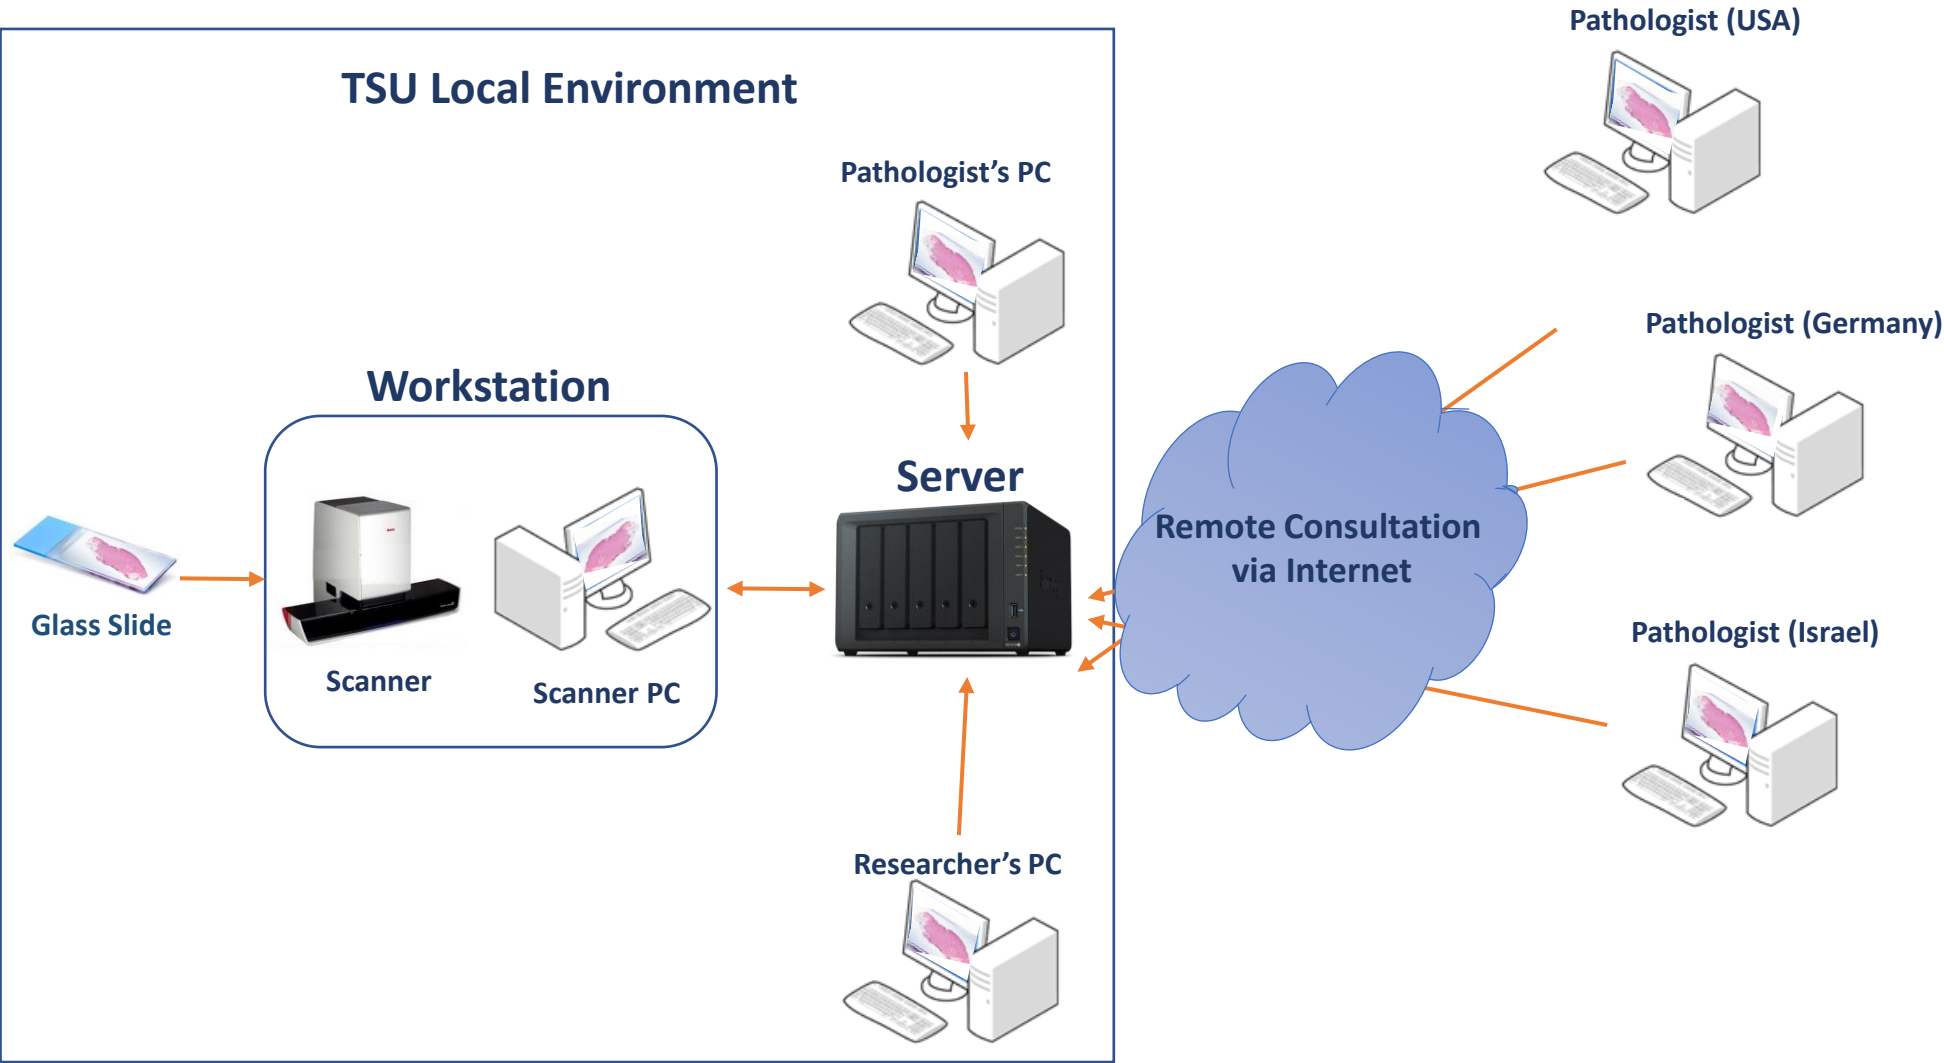 Pathologist (USA)
TSU Local Environment
Pathologist’s PC
Pathologist (Germany)
Workstation
Server
Remote Consultation
via Internet
Glass Slide
Pathologist (Israel)
Scanner
Scanner PC
Researcher’s PC